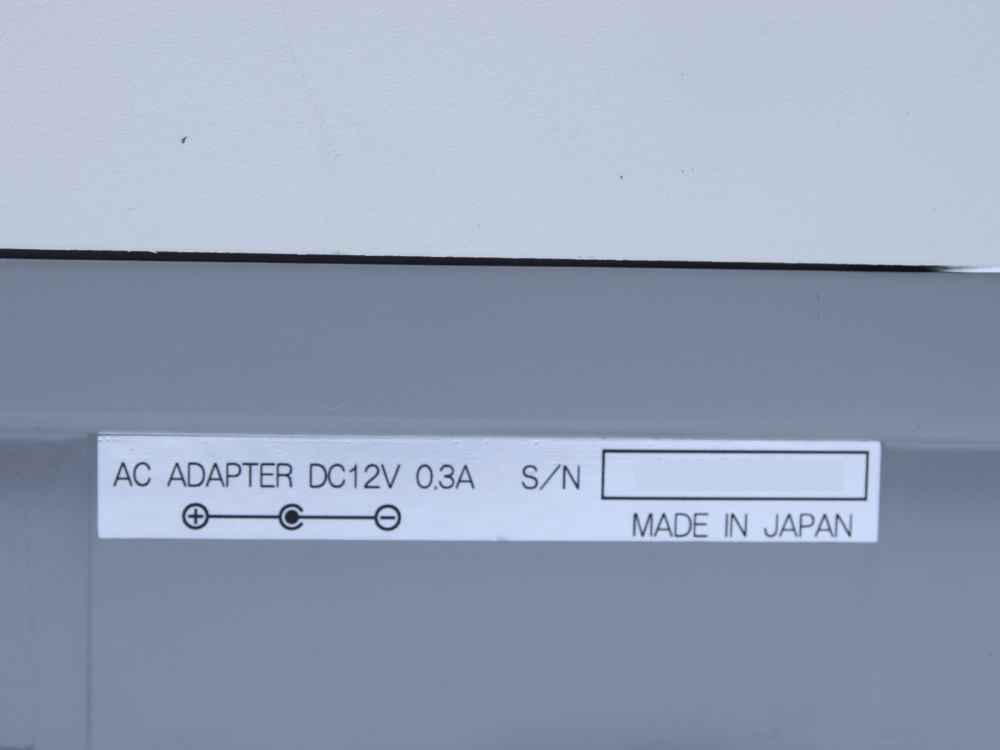 AC ADAPTER DC12V 0.3A S/N
MADE IN JAPAN